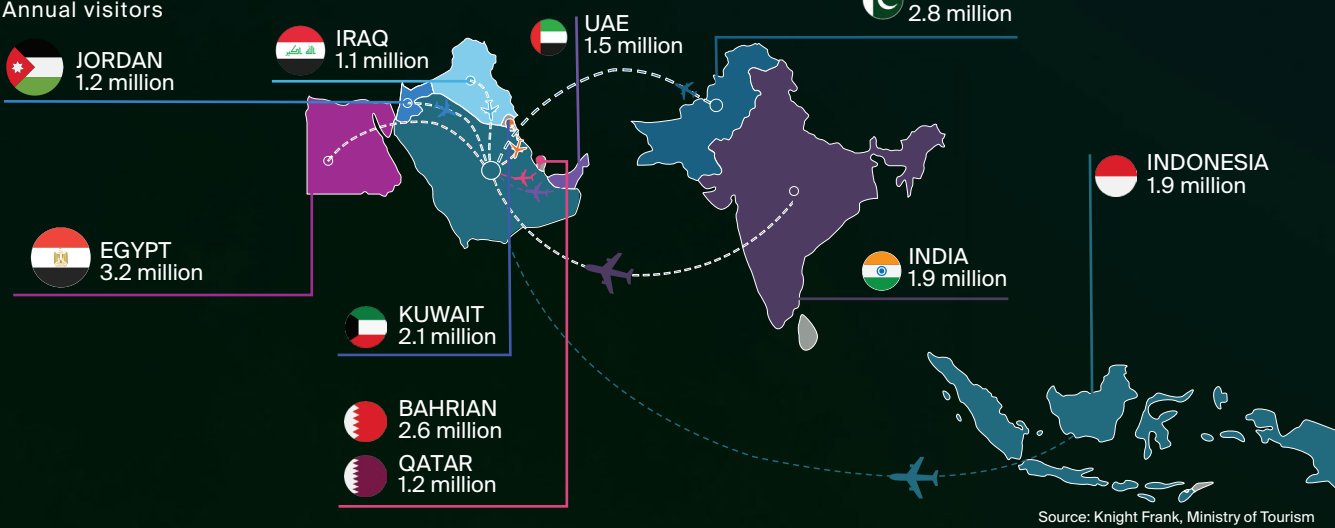 Annual visitors
JORDAN
1.2 million
IRAQ
1.1 million
UAE
1.5 million
2.8 million
EGYPT
3.2 million
KUWAIT
2.1 million
BAHRIAN
2.6 million
QATAR
1.2 million
INDIA
1.9 million
INDONESIA
1.9 million
Source: Knight Frank, Ministry of Tourism